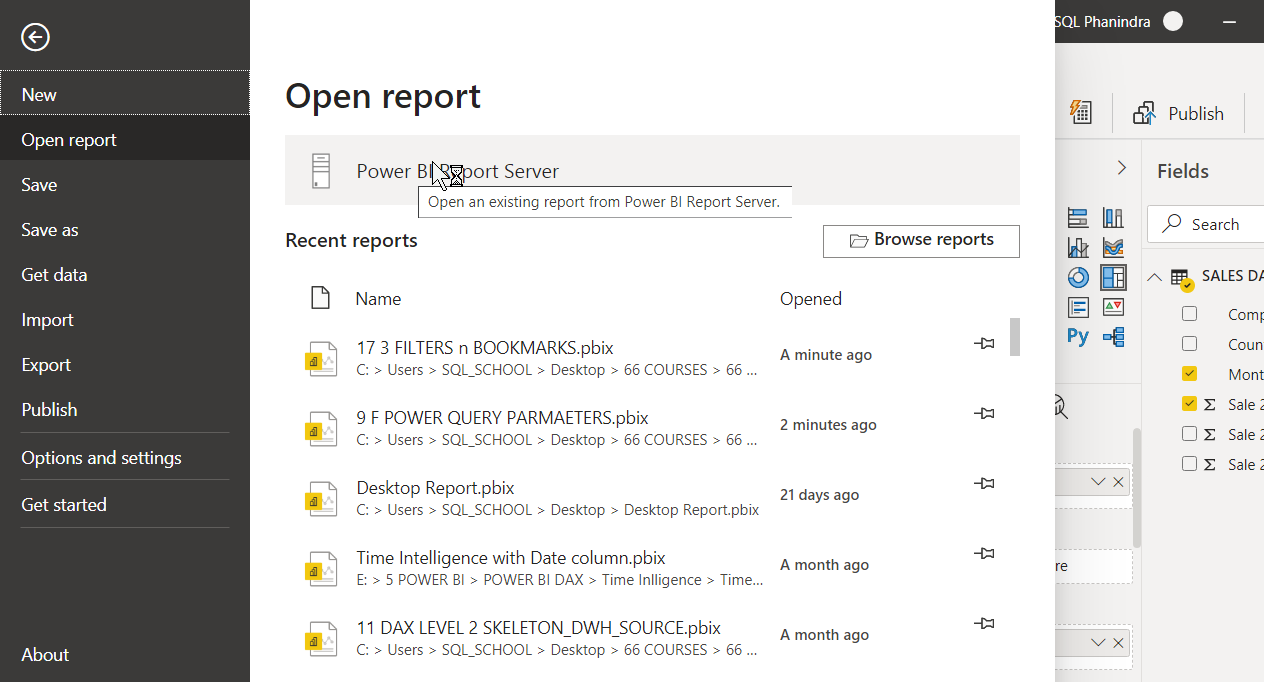 SQL Phanindra
New
Open report
Save
Save as
Get data
Import
Export
Publish
Options and settings
Get started
About
Open report
Power BI Report Server
Open an existing report from Power BI Report Server.
Recent reports
Browse reports
Name Opened
17 3 FILTERS n BOOKMARKS.pbix
C: > Users > SQL_SCHOOL > Desktop > 66 COURSES > 66 ...
A minute ago
9 F POWER QUERY PARMAETERS.pbix
C: > Users > SQL_SCHOOL > Desktop > 66 COURSES > 66 ...
2 minutes ago
Desktop Report.pbix
C: > Users > SQL_SCHOOL > Desktop > Desktop Report.pbix
21 days ago
Time Intelligence with Date column.pbix
E: > 5 POWER BI > POWER BI DAX > Time Inlligence > Time...
A month ago
11 DAX LEVEL 2 SKELETON_DWH_SOURCE.pbix
C: > Users > SQL_SCHOOL > Desktop > 66 COURSES > 66 ...
A month ago
Publish
Py
re
Fields
Search
SALES DA
Comp
Coun
Mont
Σ Sale 2
Σ Sale 2
Σ Sale 2